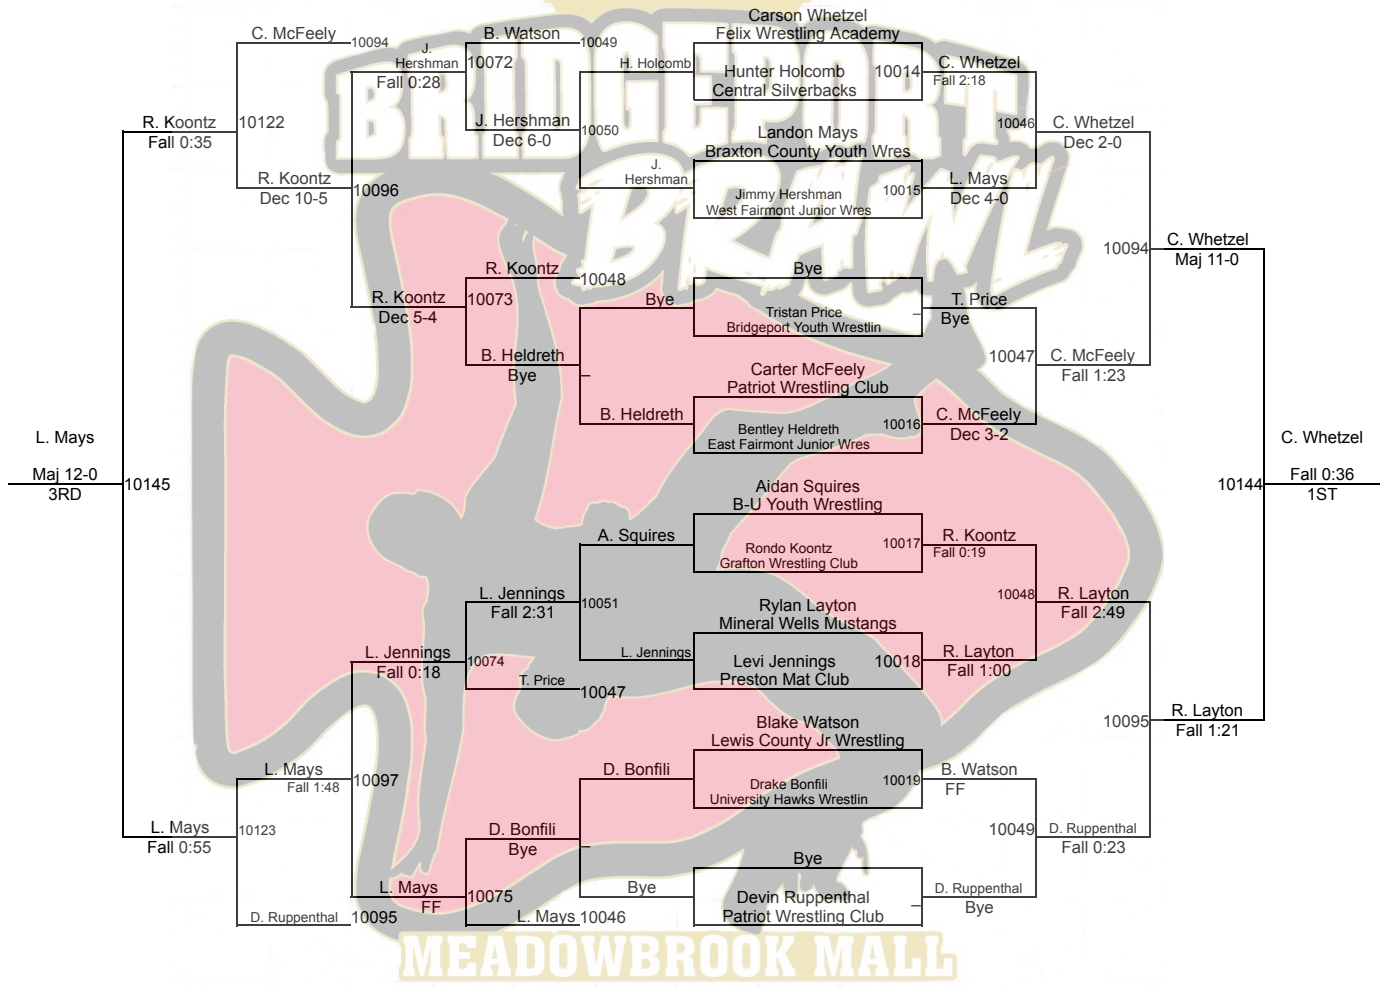 BRIDGEPORT
BRAWL
C. McFeely
10094
J.
Hershman
Fall 0:28
B. Watson
10049
10072
J. Hershman
Dec 6-0
10050
H. Holcomb
J.
Hershman
Carson Whetzel
Felix Wrestling Academy
Hunter Holcomb
Central Silverbacks
10014
C. Whetzel
Fall 2:18
Landon Mays
Braxton County Youth Wres
Jimmy Hershman
West Fairmont Junior Wres
10015
L. Mays
Dec 4-0
10046
C. Whetzel
Dec 2-0
R. Koontz
Fall 0:35
10122
R. Koontz
Dec 10-5
10096
R. Koontz
10048
R. Koontz
Dec 5-4
10073
B. Heldreth
Bye
Bye
B. Heldreth
Bye
Tristan Price
Bridgeport Youth Wrestlin
T. Price
Bye
Carter McFeely
Patriot Wrestling Club
Bentley Heldreth
East Fairmont Junior Wres
10016
C. McFeely
Dec 3-2
10047
C. McFeely
Fall 1:23
10094
C. Whetzel
Maj 11-0
L. Mays
Maj 12-0
3RD
10145
C. Whetzel
10144
Fall 0:36
1ST
Aidan Squires
B-U Youth Wrestling
Rondo Koontz
Grafton Wrestling Club
10017
R. Koontz
Fall 0:19
A. Squires
L. Jennings
Fall 2:31
10051
L. Jennings
Rylan Layton
Mineral Wells Mustangs
Levi Jennings
Preston Mat Club
10018
R. Layton
Fall 1:00
10048
R. Layton
Fall 2:49
L. Jennings
Fall 0:18
10074
T. Price
10047
10095
R. Layton
Fall 1:21
Blake Watson
Lewis County Jr Wrestling
Drake Bonfili
University Hawks Wrestlin
10019
B. Watson
FF
D. Bonfili
L. Mays
Fall 1:48
10097
D. Bonfili
Bye
Bye
L. Mays
Fall 0:55
10123
L. Mays
FF
10075
L. Mays
10046
D. Ruppenthal
10095
Bye
Devin Ruppenthal
Patriot Wrestling Club
D. Ruppenthal
Bye
10049
D. Ruppenthal
Fall 0:23
MEADOWBROOK MALL